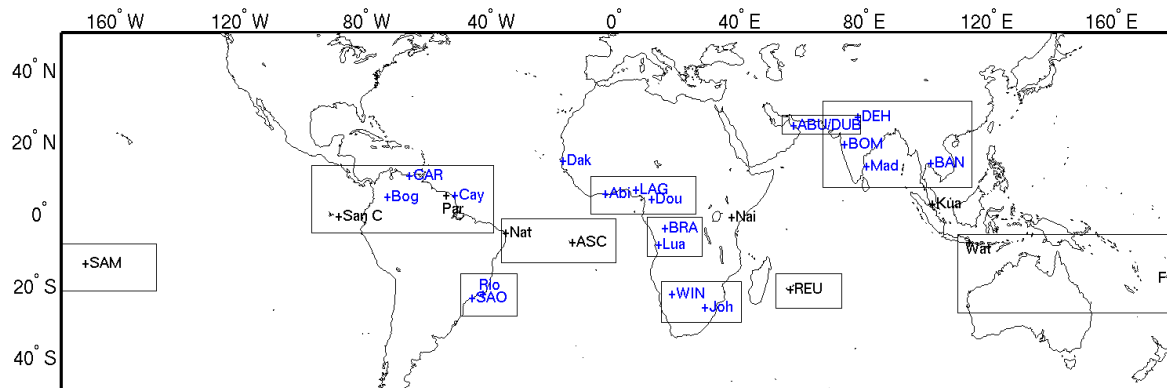 160° W 120° W 80° W 40° W 0° 40° E 80° E 120° E 160° E
40° N
20° N
0°
20° S
40° S
DEH
ABU/DUB
BOM
Dak
Mad
BAN
CAR
Bog
Cay
Par
San C
Abi
LAG
Dou
Kua
Nai
BRA
Lua
Nat
ASC
Wat
SAM
F
Rio
SAO
WIN
Joh
REU